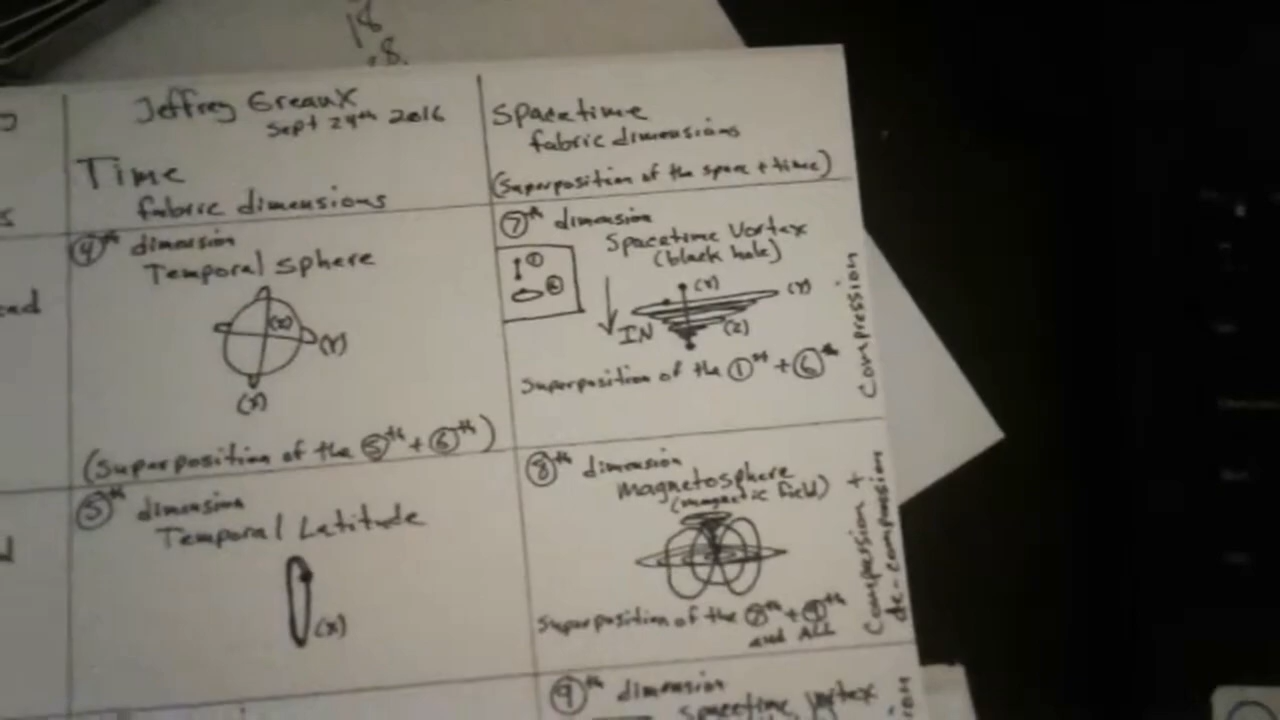 18
.8.
Jeffrey Greaux
Sept 24th 2016
Time
fabric dimensions
4th dimension
Temporal sphere
(Y)
(X)
(Superposition of the 5th + 6th)
5th dimension
Temporal Latitude
(X)
Spacetime
fabric dimensions
(Superposition of the space + time)
7th dimension
Spacetime Vortex
(black hole)
1
IN
(X)
(Y)
(Z)
Superposition of the 1st + 6th
Compression
8th dimension
Magnetosphere
(magnetic field)
Superposition of the
and ALL
Compression +
de-compression
9th dimension
Spacetime Vortex